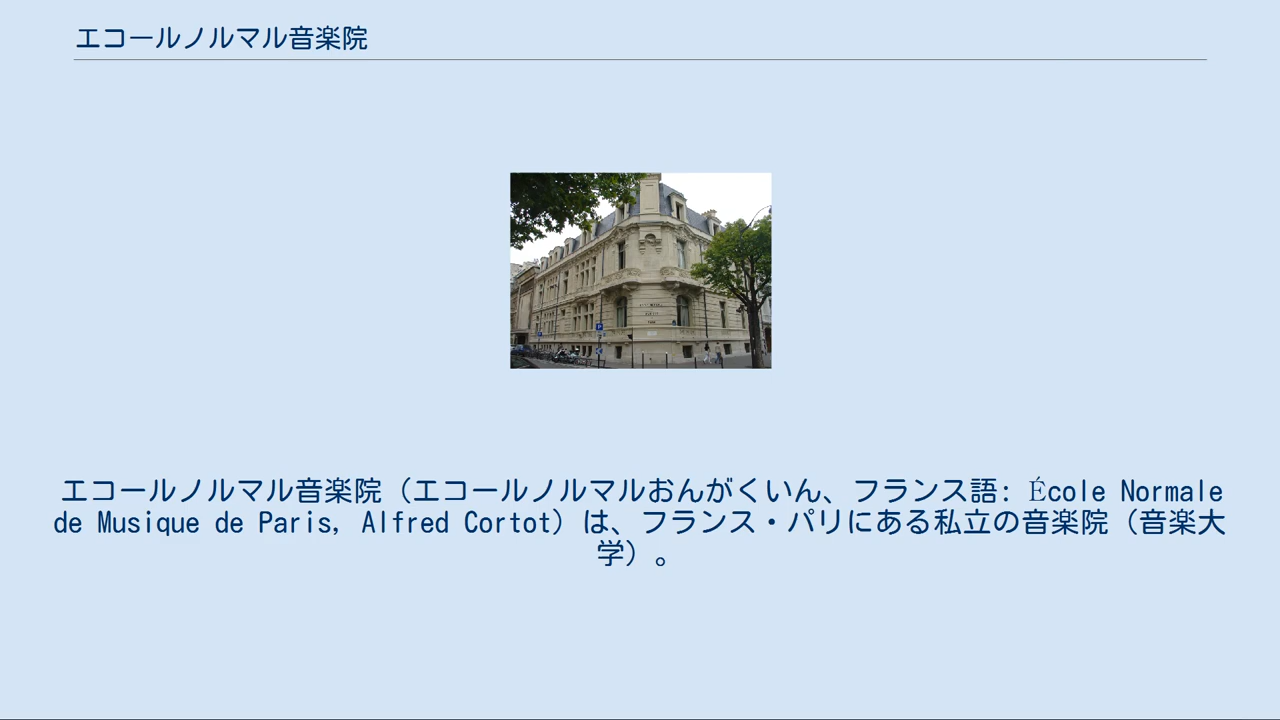 エコールノルマル音楽院
エコールノルマル音楽院（エコールノルマルおんがくいん、フランス語: École Normale
de Musique de Paris, Alfred Cortot）は、フランス・パリにある私立の音楽院（音楽大
学）。